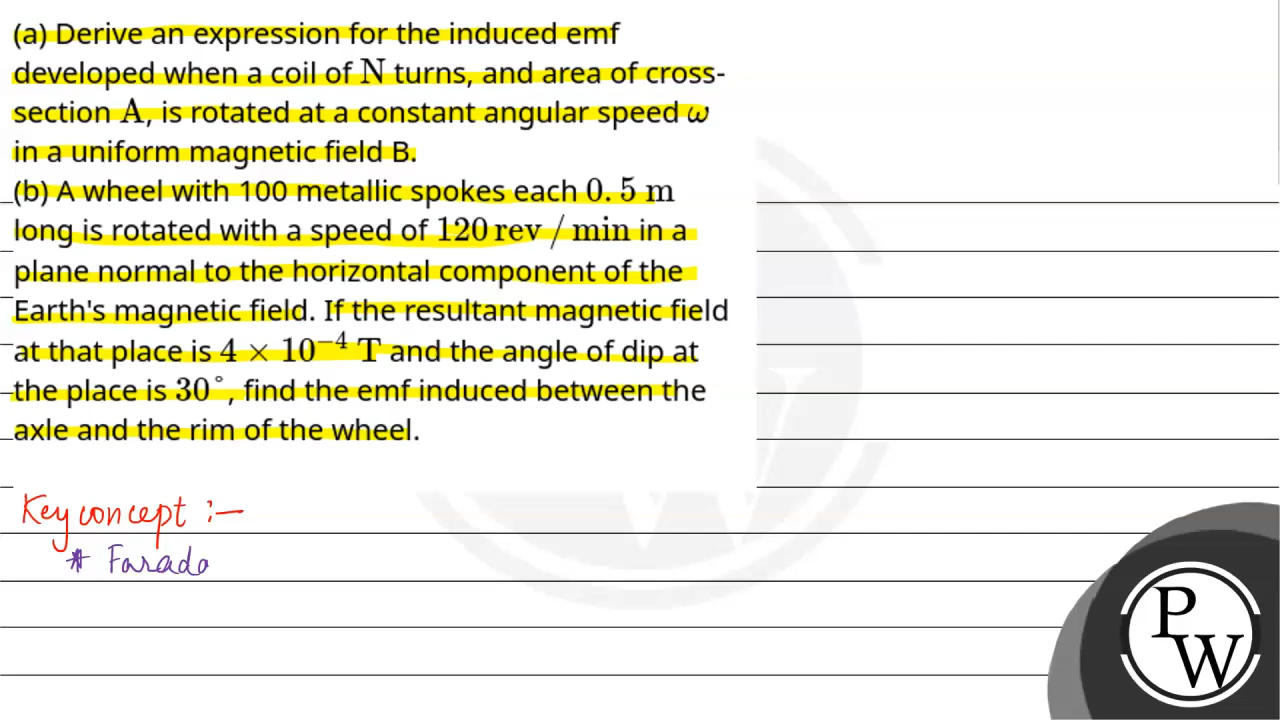 (a) Derive an expression for the induced emf
developed when a coil of N turns, and area of cross-
section A, is rotated at a constant angular speed ω
in a uniform magnetic field B.
(b) A wheel with 100 metallic spokes each 0.5 m
long is rotated with a speed of 120 rev / min in a
plane normal to the horizontal component of the
Earth's magnetic field. If the resultant magnetic field
at that place is 4 × 10⁻⁴ T and the angle of dip at
the place is 30°, find the emf induced between the
axle and the rim of the wheel.
Key concept :-
* Farada
P
W